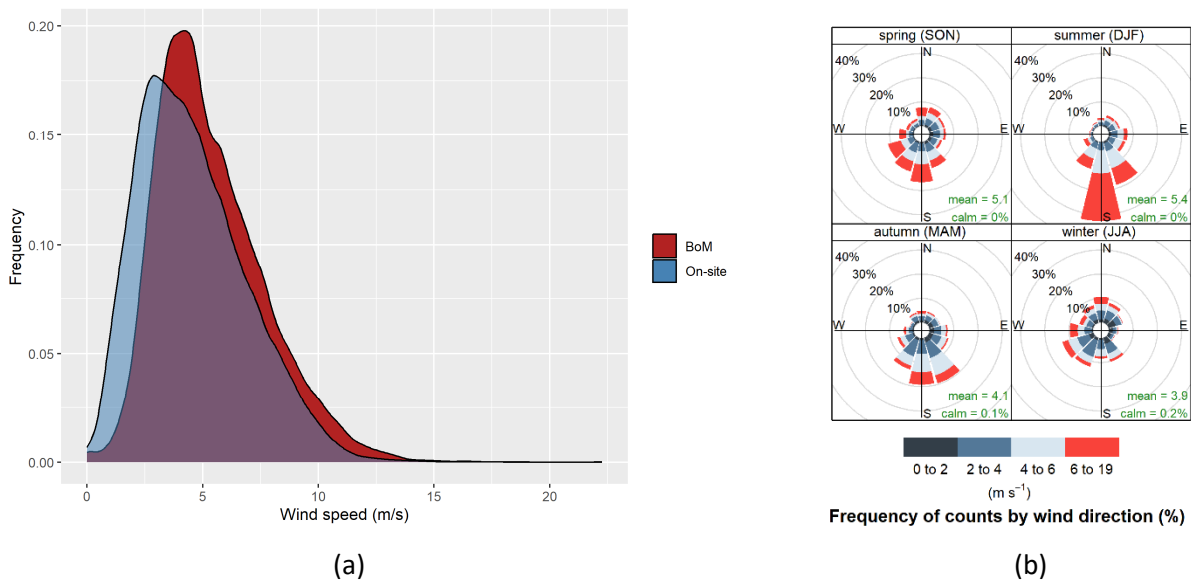 0.20
0.15
0.10
0.05
0.00
Frequency
0
5
10
15
20
Wind speed (m/s)
BoM
On-site
(a)
spring (SON)
N
40%
30%
20%
10%
W
E
S
mean = 5.1
calm = 0%
summer (DJF)
N
40%
30%
20%
10%
W
E
S
mean = 5.4
calm = 0%
autumn (MAM)
N
40%
30%
20%
10%
W
E
S
mean = 4.1
calm = 0.1%
winter (JJA)
N
40%
30%
20%
10%
W
E
S
mean = 3.9
calm = 0.2%
0 to 2 2 to 4 4 to 6 6 to 19
(m s⁻¹)
Frequency of counts by wind direction (%)
(b)